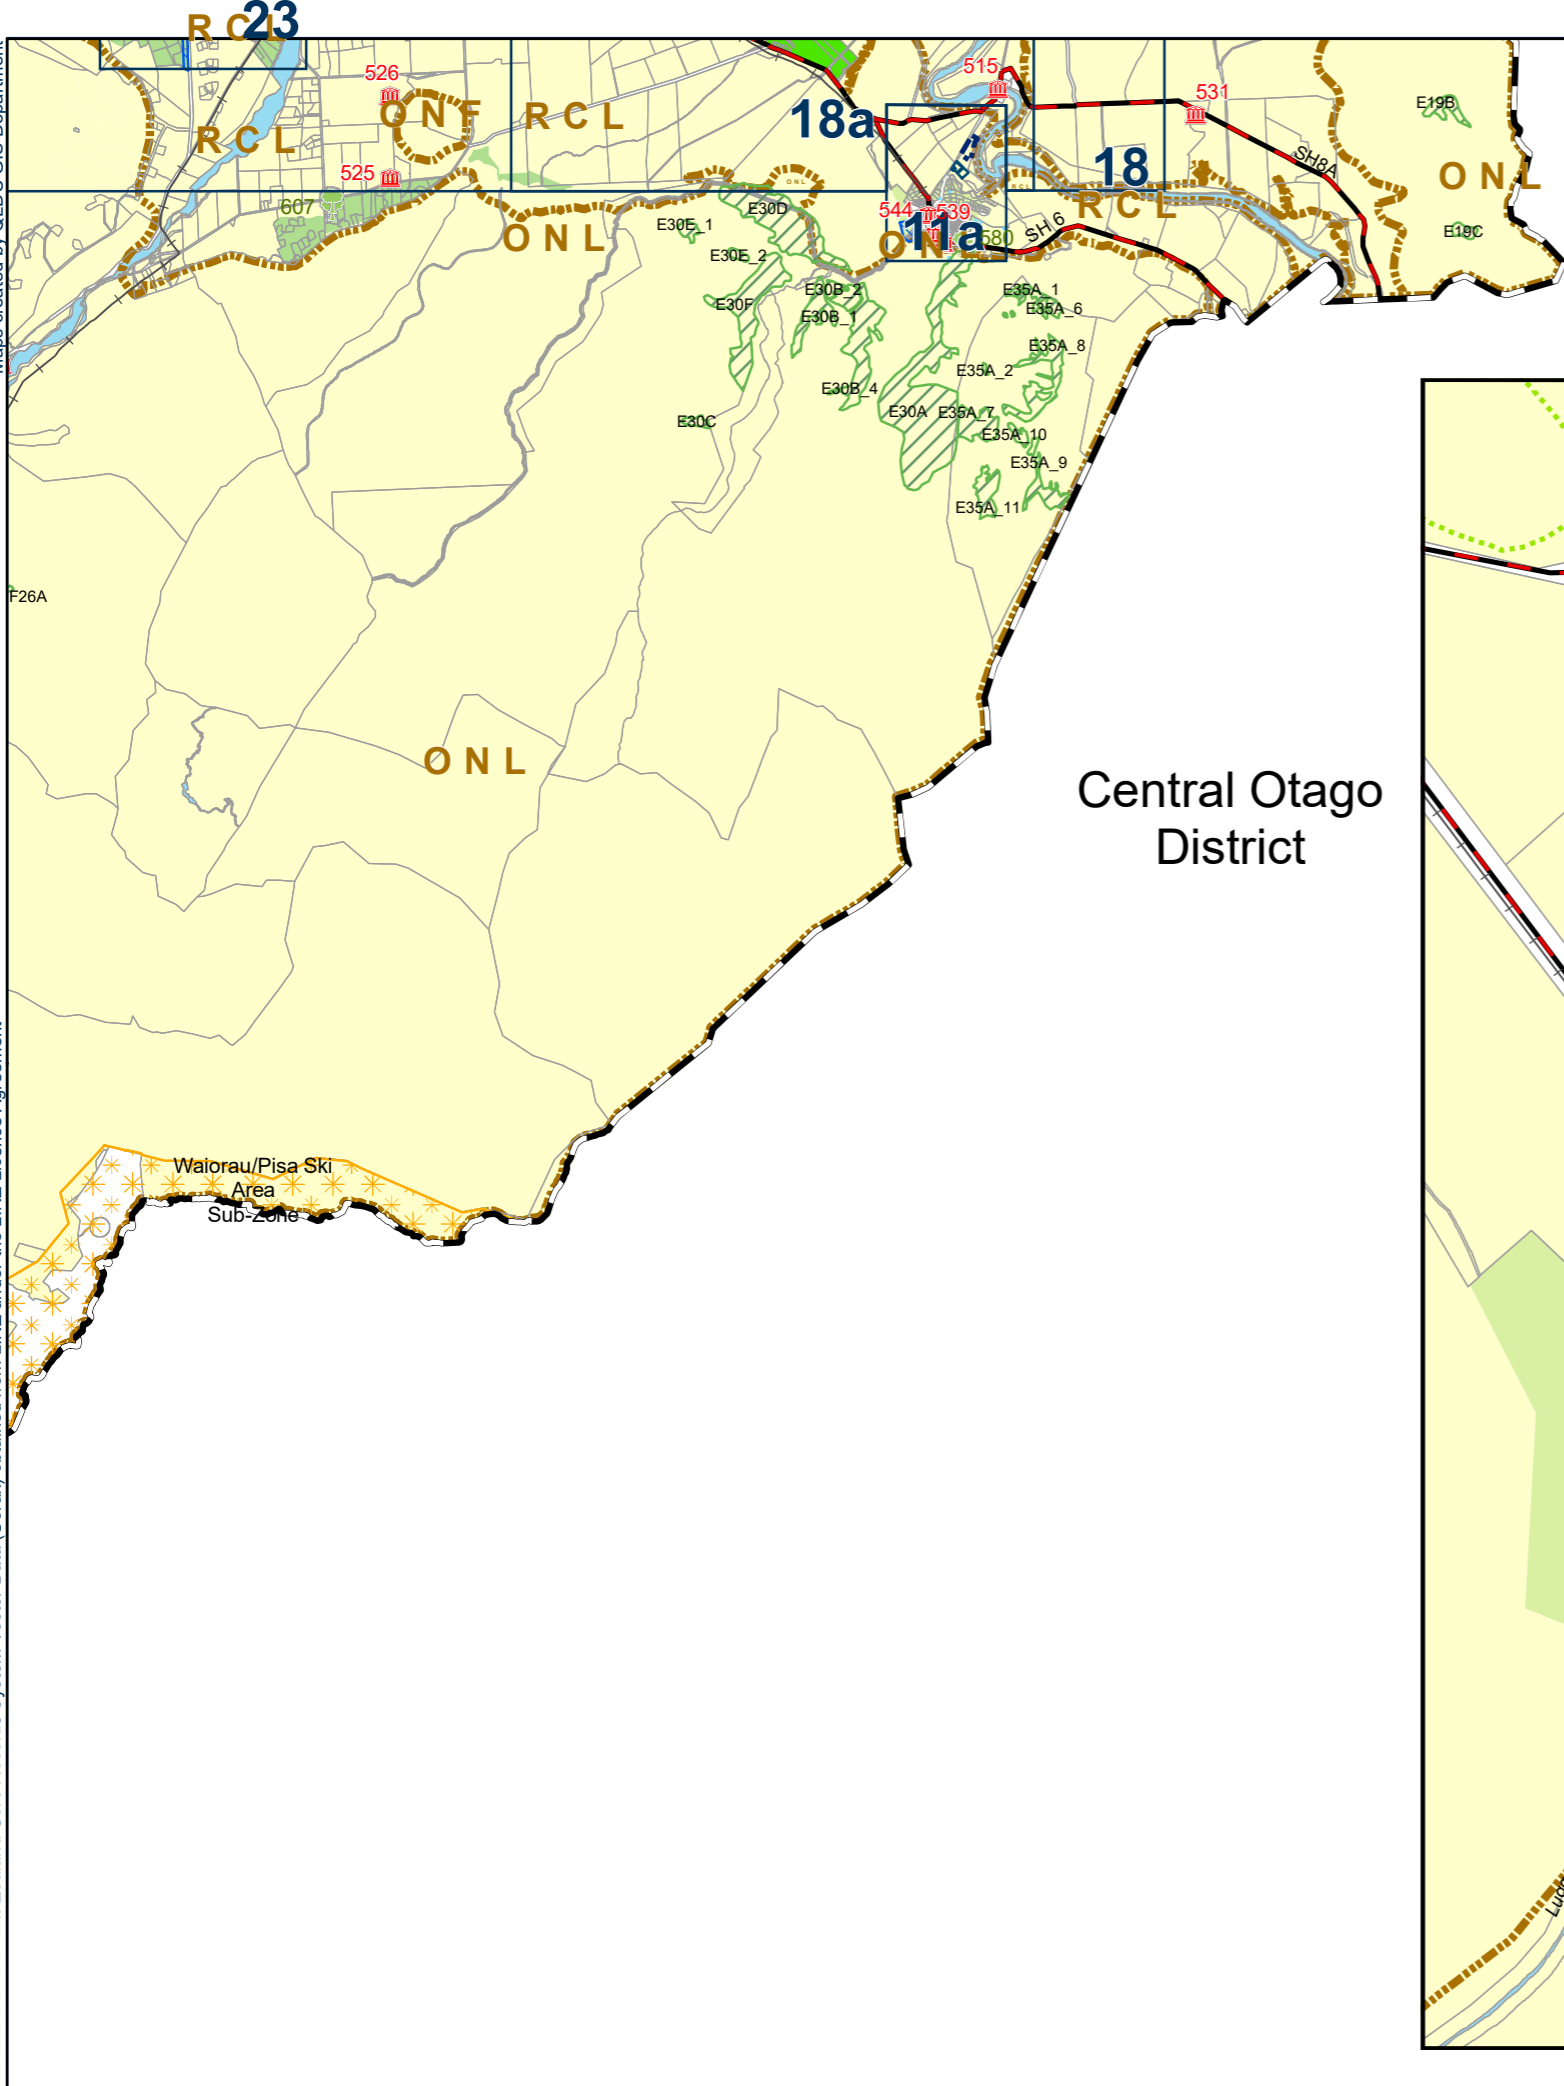 R C L
23
526
515
531
E19B
O N F
R C L
18a
R C L
SH8A
18
O N L
525
O N L
R C L
607
E30D
544
539
R C L
E30E_1
SH 6
E19C
O N L
11a
O N L
580
E30E_2
E30B_2
E35A_1
E30F
E30B_1
E35A_6
E35A_8
E35A_2
E30B_4
E30A
E35A_7
E30C
E35A_10
E35A_9
E35A_11
F26A
O N L
Central Otago
District
Waiorau/Pisa Ski
Area
Sub-Zone